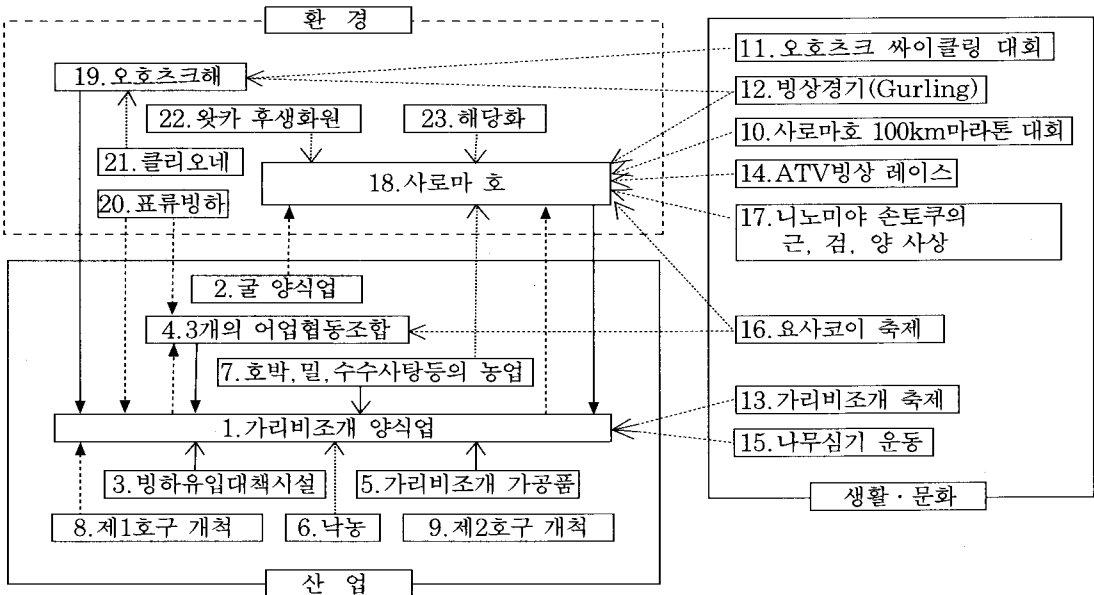 환 경
19.오호츠크해
22.왓카 후생화원
23.해당화
21.클리오네
20.표류빙하
18.사로마 호
11.오호츠크 싸이클링 대회
12.빙상경기(Gurling)
10.사로마호 100km마라톤 대회
14.ATV빙상 레이스
17.니노미야 손토쿠의
근, 검, 양 사상
16.요사코이 축제
13.가리비조개 축제
15.나무심기 운동
생활·문화
2.굴 양식업
4.3개의 어업협동조합
7.호박,밀,수수사탕등의 농업
1.가리비조개 양식업
3.빙하유입대책시설
5.가리비조개 가공품
8.제1호구 개척
6.낙농
9.제2호구 개척
산 업